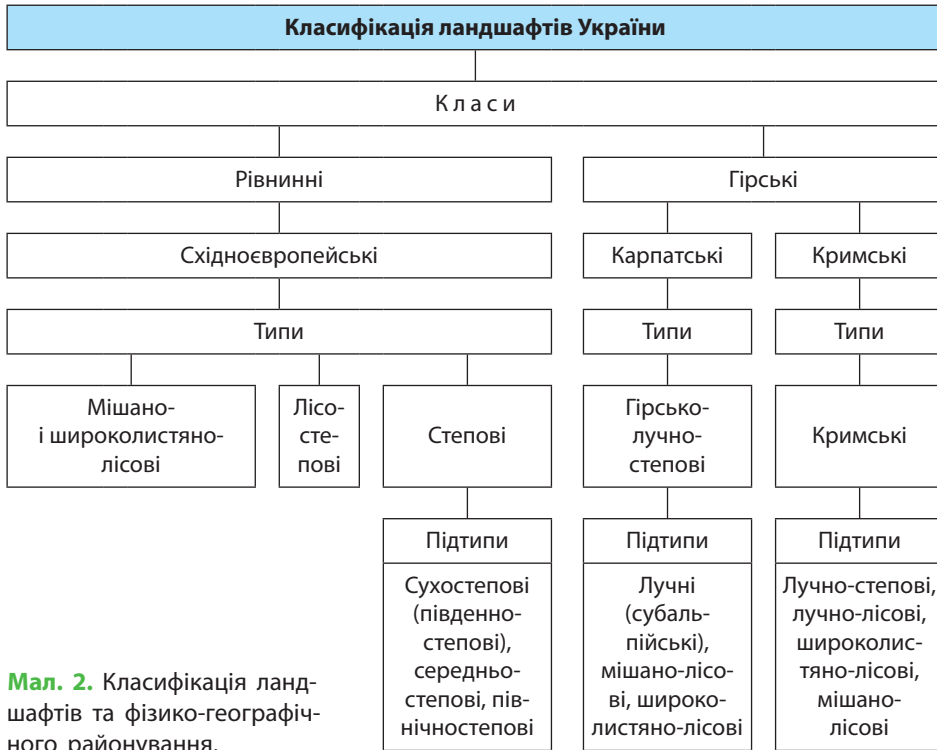 Класифікація ландшафтів України
К л а с и
Рівнинні
Гірські
Східноєвропейські
Карпатські
Кримські
Типи
Типи
Типи
Мішано-
і широколистяно-
лісові
Лісо-
сте-
пові
Степові
Гірсько-
лучно-
степові
Кримські
Підтипи
Сухостепові
(південно-
степові),
середньо-
степові, пів-
нічностепові
Підтипи
Лучні
(субаль-
пійські),
мішано-лісо-
ві, широко-
листяно-лісові
Підтипи
Лучно-степові,
лучно-лісові,
широколис-
тяно-лісові,
мішано-
лісові
Мал. 2. Класифікація ланд-
шафтів та фізико-географіч-
ного районування.